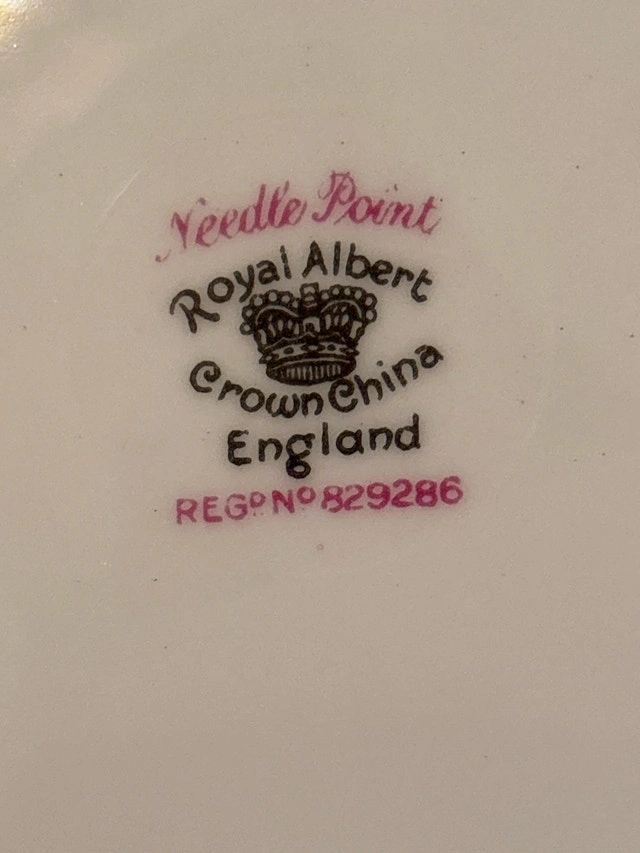 Needle Point
Royal Albert
Crown China
England
REGᴰ Nº 829286